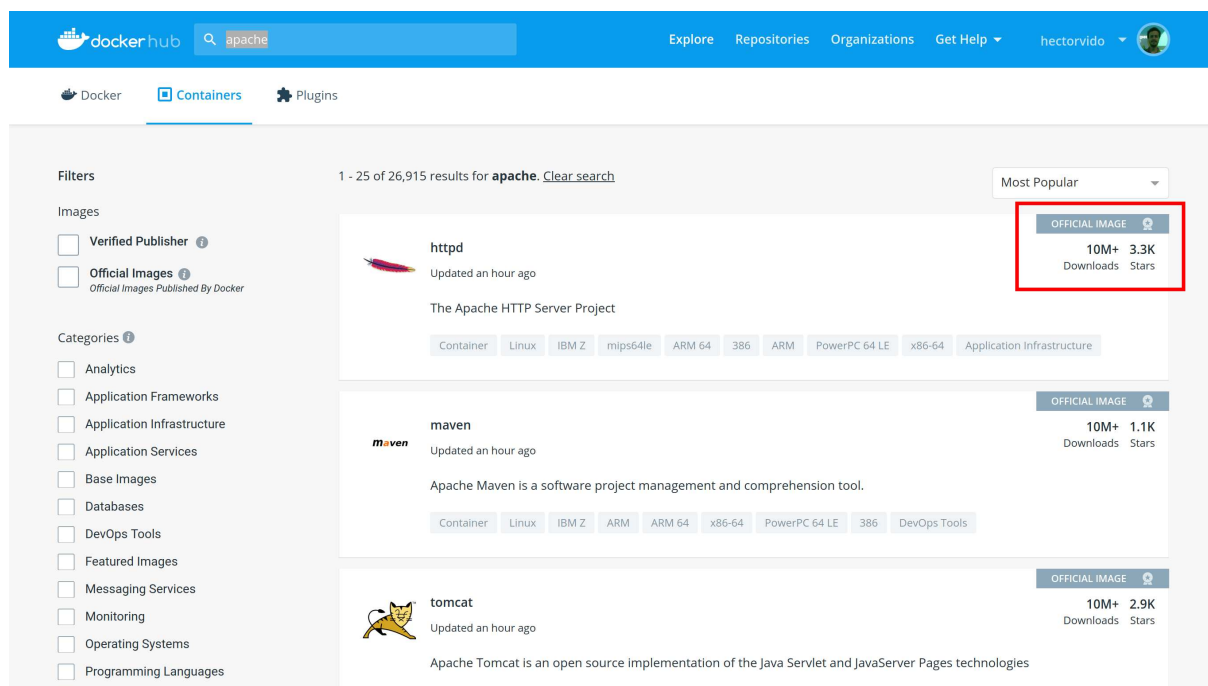 dockerhub apache Explore Repositories Organizations Get Help hectorvido
Docker Containers Plugins
Filters
Images
Verified Publisher
Official Images
Official Images Published By Docker
Categories
Analytics
Application Frameworks
Application Infrastructure
Application Services
Base Images
Databases
DevOps Tools
Featured Images
Messaging Services
Monitoring
Operating Systems
Programming Languages
1 - 25 of 26,915 results for apache. Clear search
Most Popular
OFFICIAL IMAGE
httpd
10M+ 3.3K
Downloads Stars
Updated an hour ago
The Apache HTTP Server Project
Container Linux IBM Z mips64le ARM 64 386 ARM PowerPC 64 LE x86-64 Application Infrastructure
OFFICIAL IMAGE
maven
maven
10M+ 1.1K
Downloads Stars
Updated an hour ago
Apache Maven is a software project management and comprehension tool.
Container Linux IBM Z ARM ARM 64 x86-64 PowerPC 64 LE 386 DevOps Tools
OFFICIAL IMAGE
tomcat
10M+ 2.9K
Downloads Stars
Updated an hour ago
Apache Tomcat is an open source implementation of the Java Servlet and JavaServer Pages technologies